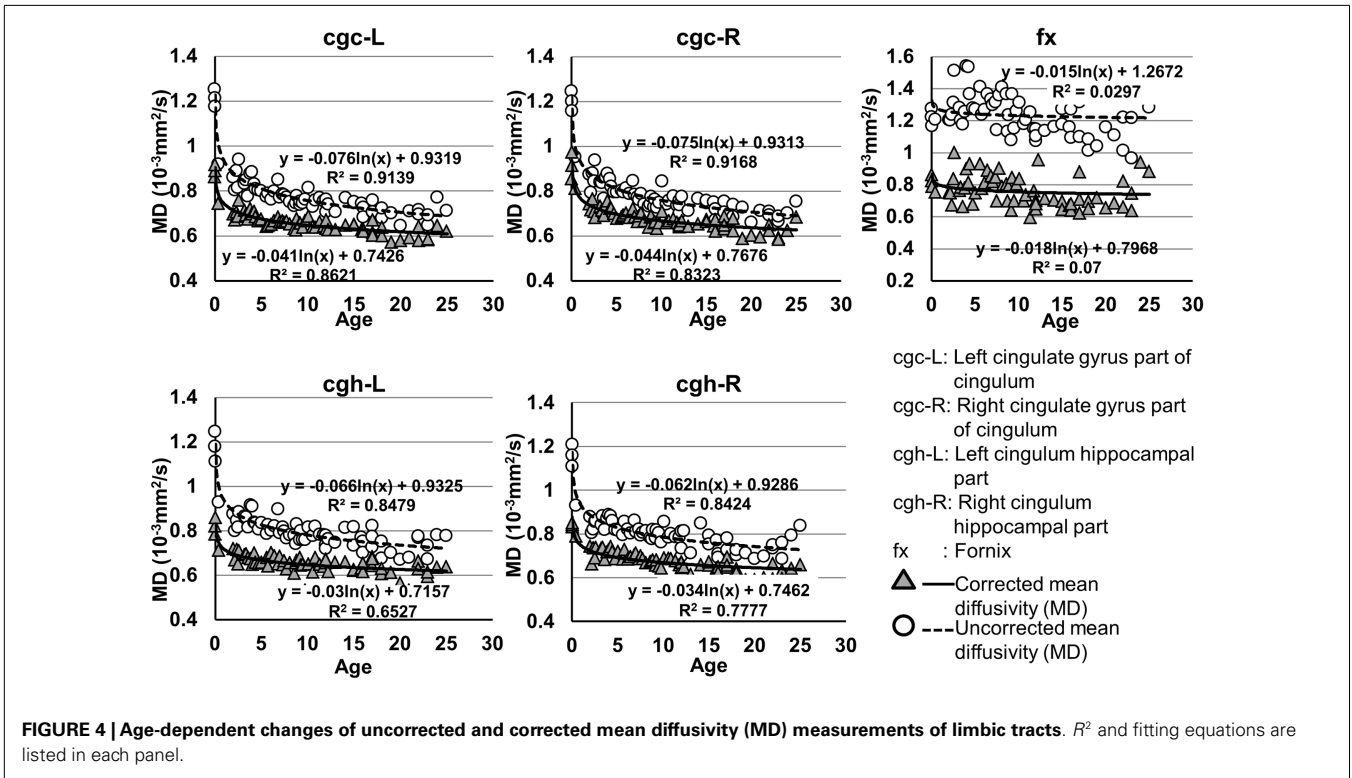 cgc-L
1.4
1.2
1
0.8
0.6
0.4
MD (10⁻³mm²/s)
y = -0.076ln(x) + 0.9319
R² = 0.9139
y = -0.041ln(x) + 0.7426
R² = 0.8621
0 5 10 15 20 25 30
Age
cgc-R
1.4
1.2
1
0.8
0.6
0.4
MD (10⁻³mm²/s)
y = -0.075ln(x) + 0.9313
R² = 0.9168
y = -0.044ln(x) + 0.7676
R² = 0.8323
0 5 10 15 20 25 30
Age
fx
1.6
1.4
1.2
1
0.8
0.6
0.4
0.2
MD (10⁻³mm²/s)
y = -0.015ln(x) + 1.2672
R² = 0.0297
y = -0.018ln(x) + 0.7968
R² = 0.07
0 5 10 15 20 25 30
Age
cgh-L
1.4
1.2
1
0.8
0.6
0.4
MD (10⁻³mm²/s)
y = -0.066ln(x) + 0.9325
R² = 0.8479
y = -0.03ln(x) + 0.7157
R² = 0.6527
0 5 10 15 20 25 30
Age
cgh-R
1.4
1.2
1
0.8
0.6
0.4
MD (10⁻³mm²/s)
y = -0.062ln(x) + 0.9286
R² = 0.8424
y = -0.034ln(x) + 0.7462
R² = 0.7777
0 5 10 15 20 25 30
Age
cgc-L: Left cingulate gyrus part of
cingulum
cgc-R: Right cingulate gyrus part
of cingulum
cgh-L: Left cingulum hippocampal
part
cgh-R: Right cingulum
hippocampal part
fx : Fornix
Corrected mean
diffusivity (MD)
Uncorrected mean
diffusivity (MD)
FIGURE 4 | Age-dependent changes of uncorrected and corrected mean diffusivity (MD) measurements of limbic tracts. R² and fitting equations are
listed in each panel.